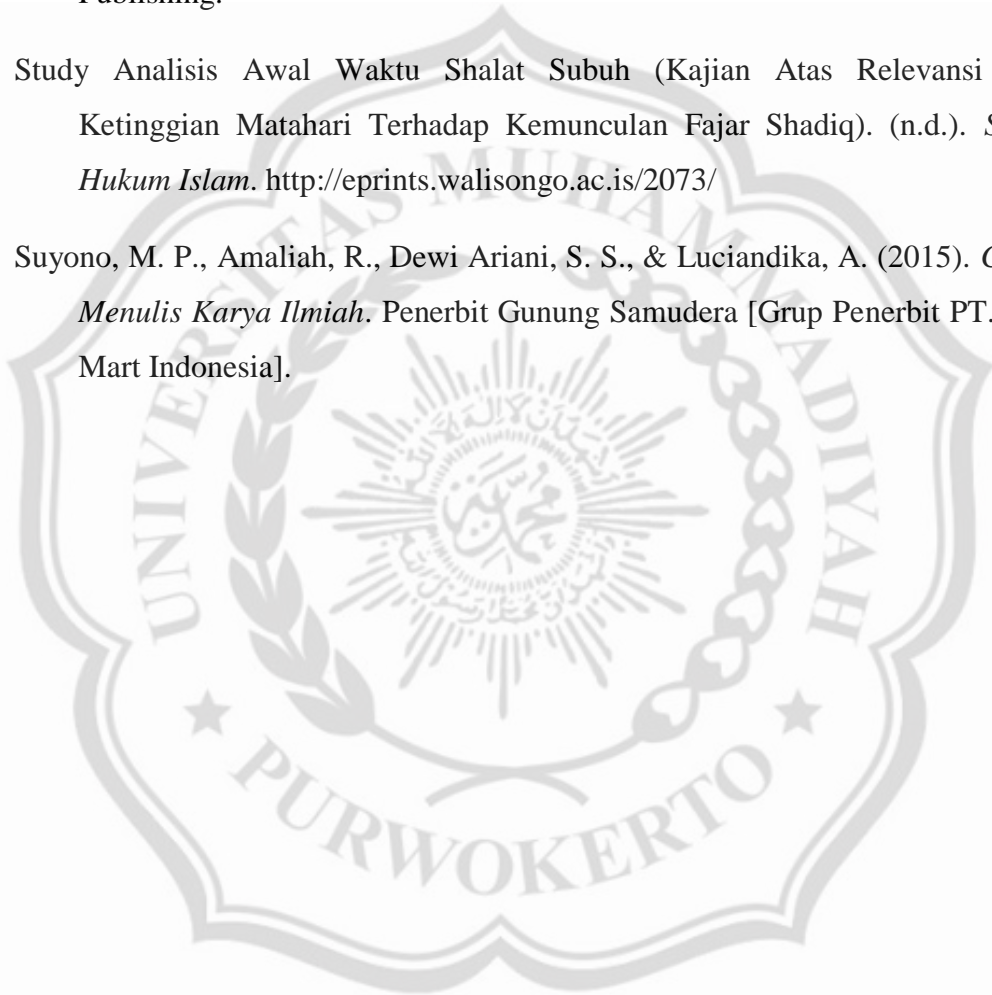 Publishing.
Study Analisis Awal Waktu Shalat Subuh (Kajian Atas Relevansi
Ketinggian Matahari Terhadap Kemunculan Fajar Shadiq). (n.d.). S
Hukum Islam. http://eprints.walisongo.ac.is/2073/
Suyono, M. P., Amaliah, R., Dewi Ariani, S. S., & Luciandika, A. (2015). C
Menulis Karya Ilmiah. Penerbit Gunung Samudera [Grup Penerbit PT.
Mart Indonesia].
UNIVERSITAS MUHAMMADIYAH
PURWOKERTO